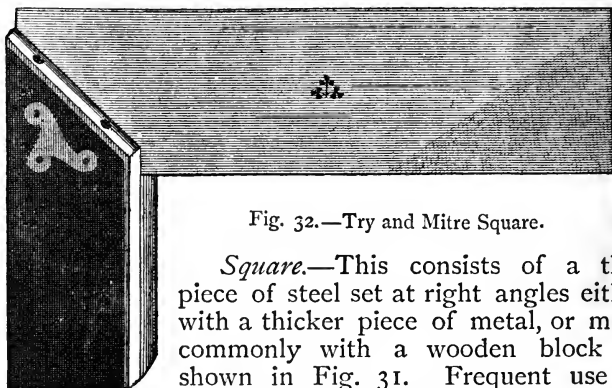 Fig. 32.—Try and Mitre Square.
Square.—This consists of a t
piece of steel set at right angles eit
with a thicker piece of metal, or m
commonly with a wooden block
shown in Fig. 31. Frequent use